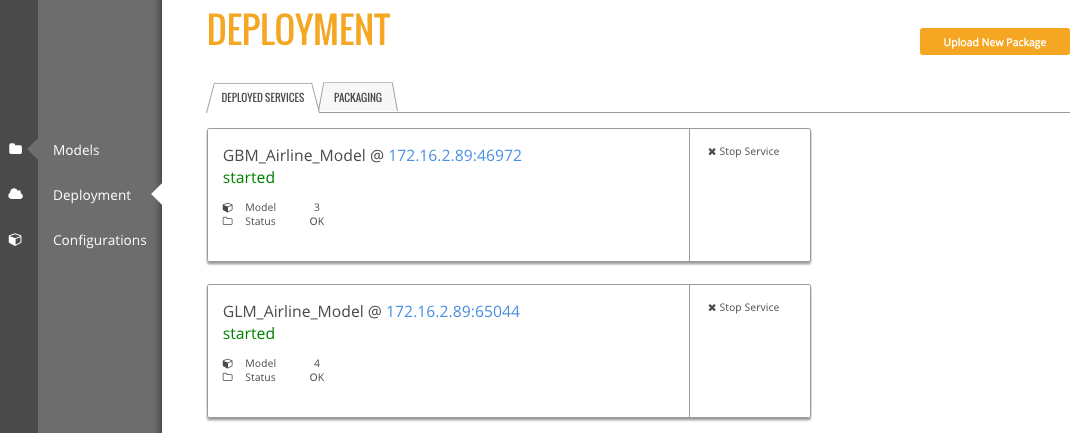 DEPLOYMENT
Upload New Package
DEPLOYED SERVICES
PACKAGING
Models
Deployment
Configurations
GBM_Airline_Model @ 172.16.2.89:46972
started
Model 3
Status OK
✖ Stop Service
GLM_Airline_Model @ 172.16.2.89:65044
started
Model 4
Status OK
✖ Stop Service